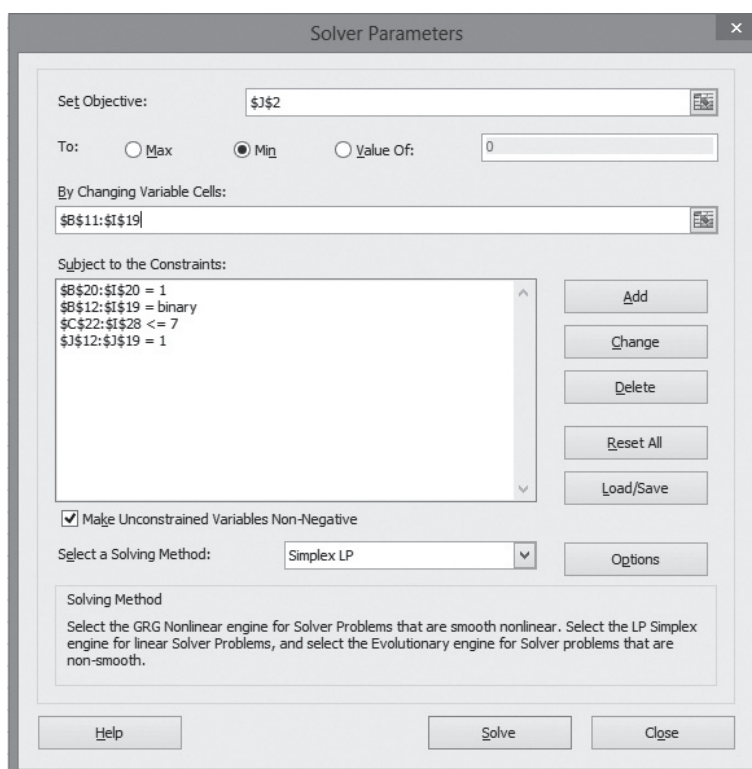 Solver Parameters
×
Set Objective:
$J$2
To:
Max
Min
Value Of:
0
By Changing Variable Cells:
$B$11:$I$19
Subject to the Constraints:
$B$20:$I$20 = 1
$B$12:$I$19 = binary
$C$22:$I$28 <= 7
$J$12:$J$19 = 1
Add
Change
Delete
Reset All
Load/Save
Make Unconstrained Variables Non-Negative
Select a Solving Method:
Simplex LP
Options
Solving Method
Select the GRG Nonlinear engine for Solver Problems that are smooth nonlinear. Select the LP Simplex
engine for linear Solver Problems, and select the Evolutionary engine for Solver problems that are
non-smooth.
Help
Solve
Close